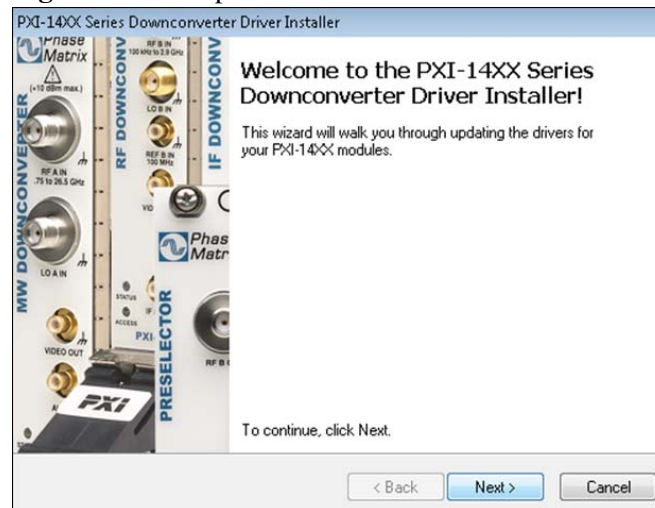 PXI-14XX Series Downconverter Driver Installer
Phase
Matrix
(+10 dBm max.)
MW DOWNCONVERTER
RF A IN
.75 to 26.5 GHz
LO A IN
VIDEO OUT
RF DOWNCONV
RF B IN
100 kHz to 2.9 GHz
LO B IN
REF B IN
100 MHz
STATUS
ACCESS
PXI
IF DOWNCONV
Phas
Matr
PRESELECTOR
RF B
PXI
Welcome to the PXI-14XX Series
Downconverter Driver Installer!
This wizard will walk you through updating the drivers for
your PXI-14XX modules.
To continue, click Next.
< Back
Next >
Cancel